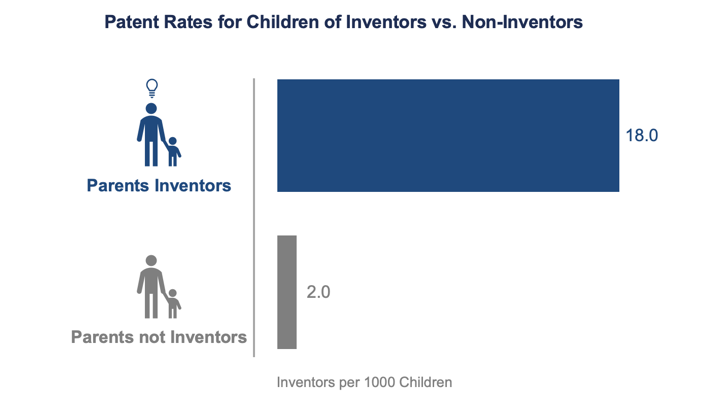 Patent Rates for Children of Inventors vs. Non-Inventors
18.0
Parents Inventors
2.0
Parents not Inventors
Inventors per 1000 Children